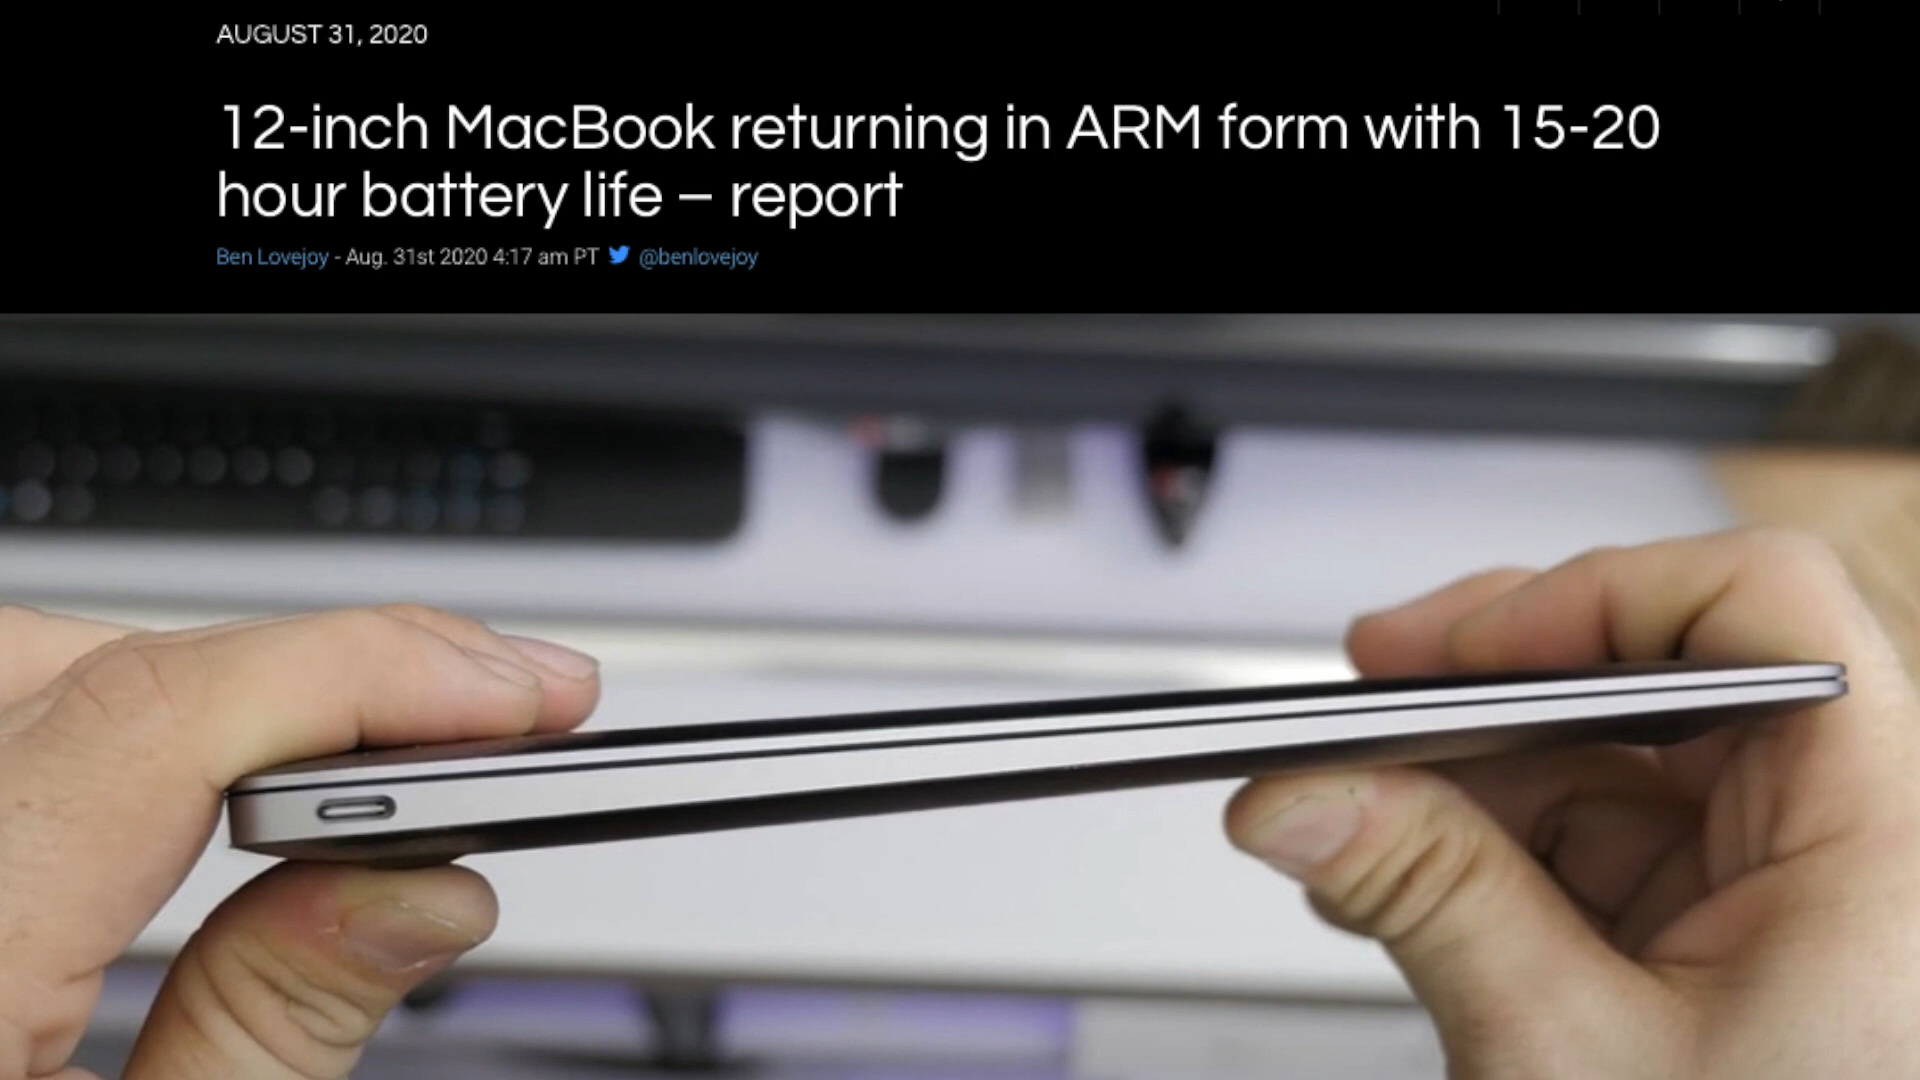 AUGUST 31, 2020
12-inch MacBook returning in ARM form with 15-20
hour battery life – report
Ben Lovejoy - Aug. 31st 2020 4:17 am PT @benlovejoy